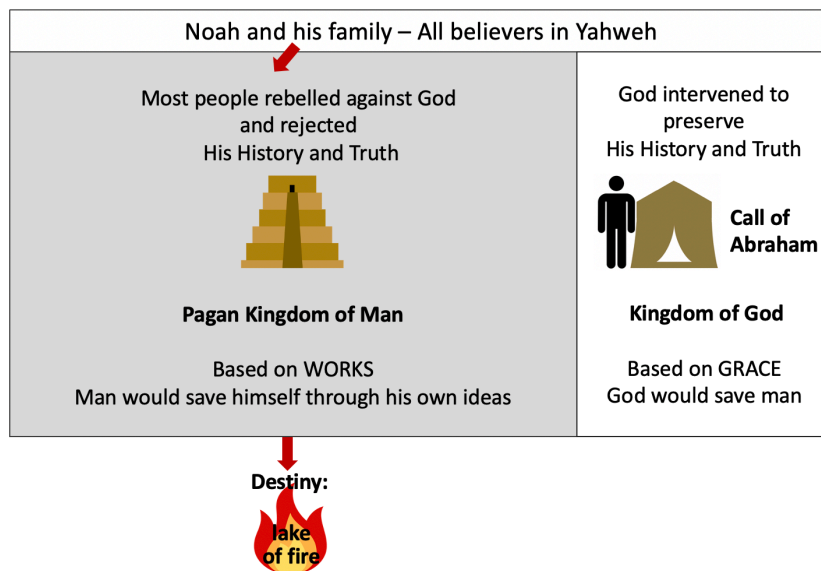 Noah and his family – All believers in Yahweh
Most people rebelled against God
and rejected
His History and Truth
Pagan Kingdom of Man
Based on WORKS
Man would save himself through his own ideas
God intervened to
preserve
His History and Truth
Call of
Abraham
Kingdom of God
Based on GRACE
God would save man
Destiny:
lake
of fire